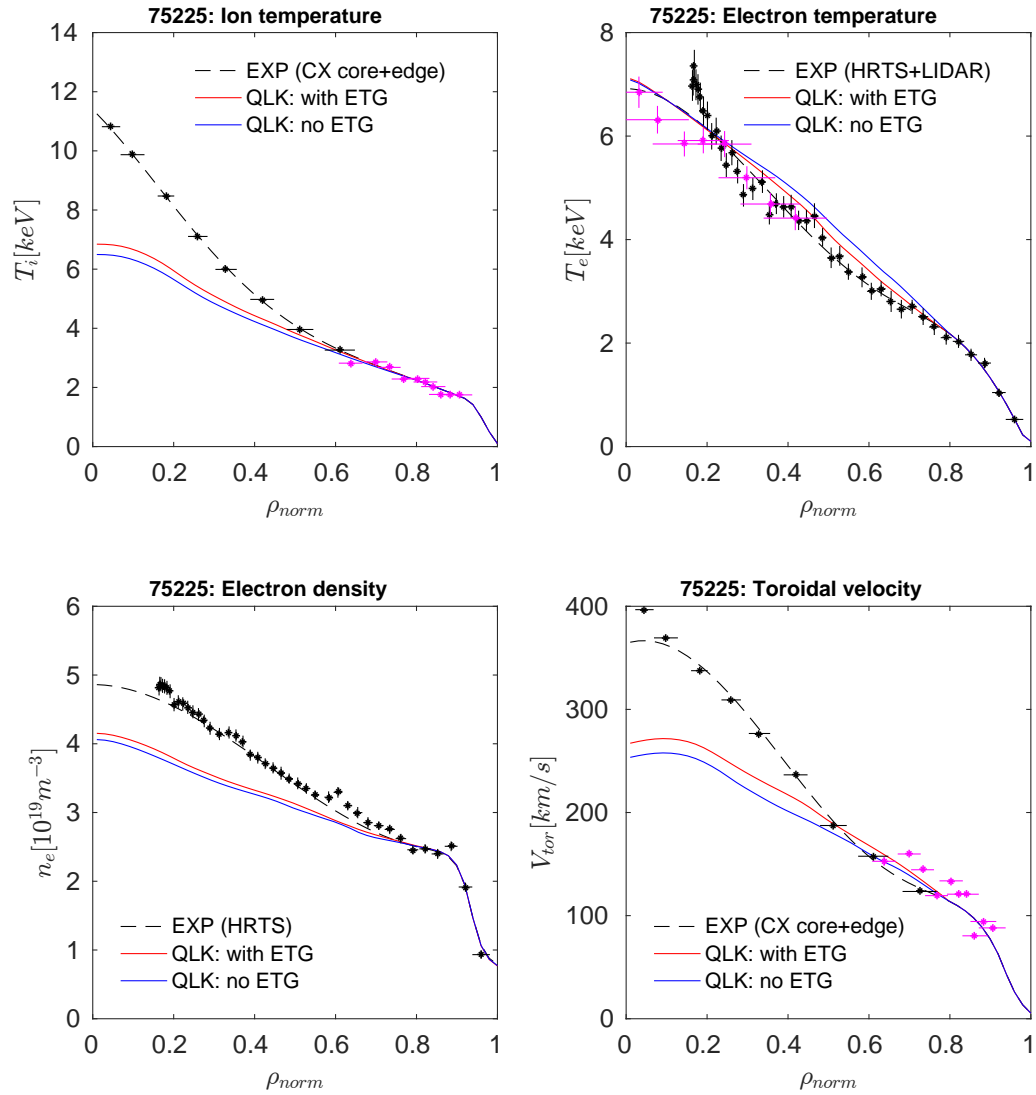 75225: Ion temperature
14
12
10
8
6
4
2
0
T_i[keV]
EXP (CX core+edge)
QLK: with ETG
QLK: no ETG
0 0.2 0.4 0.6 0.8 1
ρ_norm
75225: Electron temperature
8
6
4
2
0
T_e[keV]
EXP (HRTS+LIDAR)
QLK: with ETG
QLK: no ETG
0 0.2 0.4 0.6 0.8 1
ρ_norm
75225: Electron density
6
5
4
3
2
1
0
n_e[10^19 m^−3]
EXP (HRTS)
QLK: with ETG
QLK: no ETG
0 0.2 0.4 0.6 0.8 1
ρ_norm
75225: Toroidal velocity
400
300
200
100
0
V_tor[km/s]
EXP (CX core+edge)
QLK: with ETG
QLK: no ETG
0 0.2 0.4 0.6 0.8 1
ρ_norm